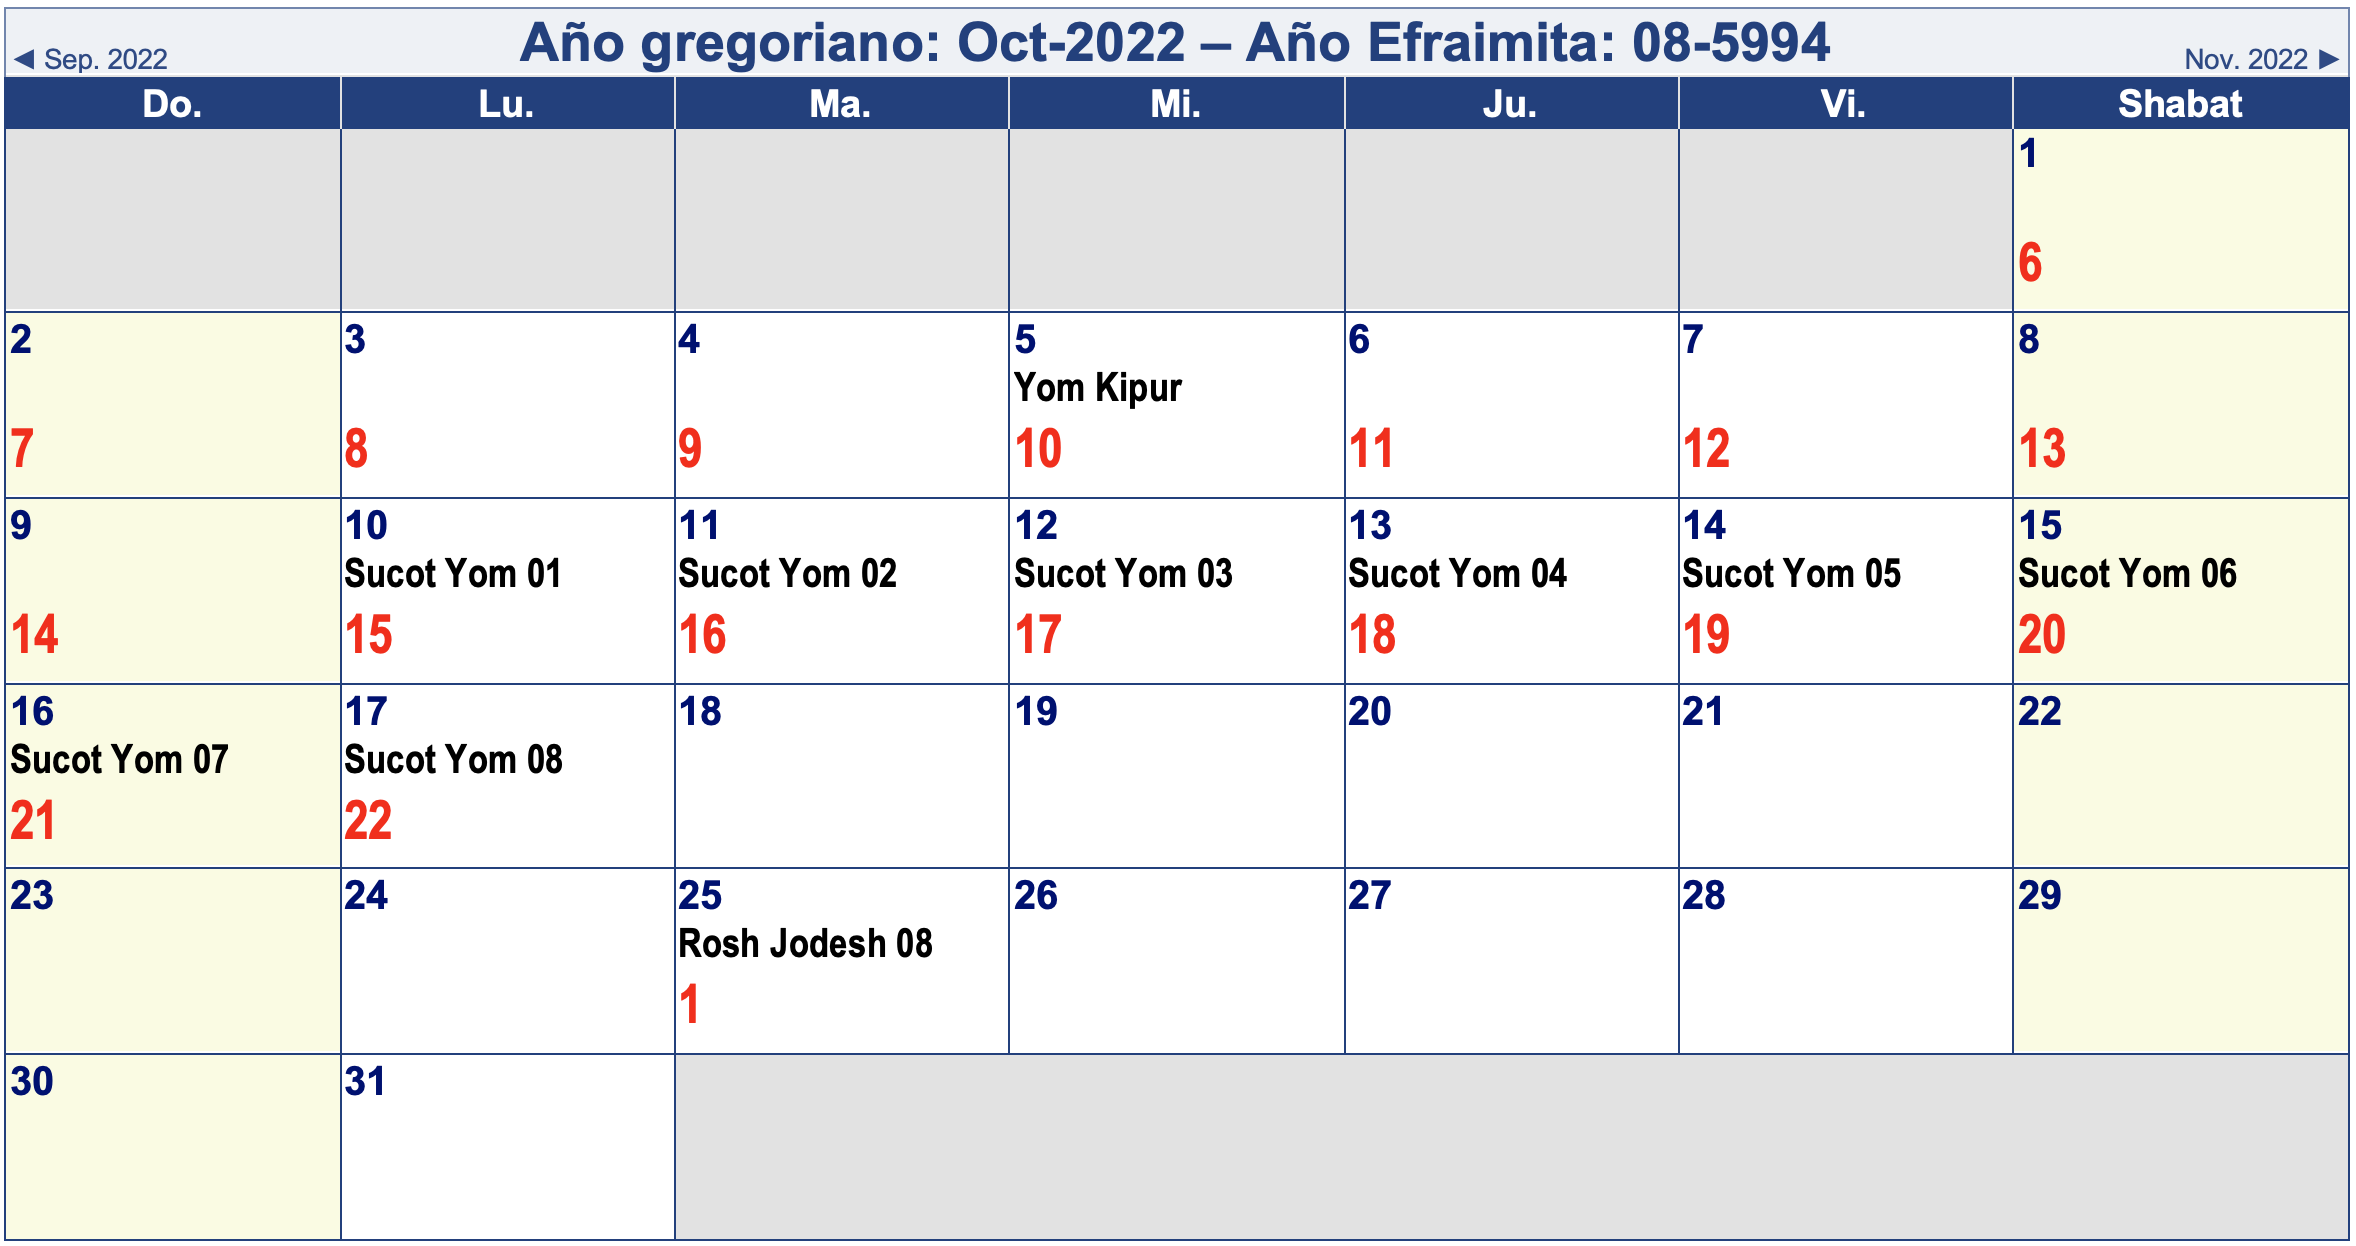 Año gregoriano: Oct-2022 – Año Efraimita: 08-5994
◄ Sep. 2022
Nov. 2022 ►
Do. Lu. Ma. Mi. Ju. Vi. Shabat
1
6
2 3 4 5 6 7 8
Yom Kipur
7 8 9 10 11 12 13
9 10 11 12 13 14 15
Sucot Yom 01 Sucot Yom 02 Sucot Yom 03 Sucot Yom 04 Sucot Yom 05 Sucot Yom 06
14 15 16 17 18 19 20
16 17 18 19 20 21 22
Sucot Yom 07 Sucot Yom 08
21 22
23 24 25 26 27 28 29
Rosh Jodesh 08
1
30 31